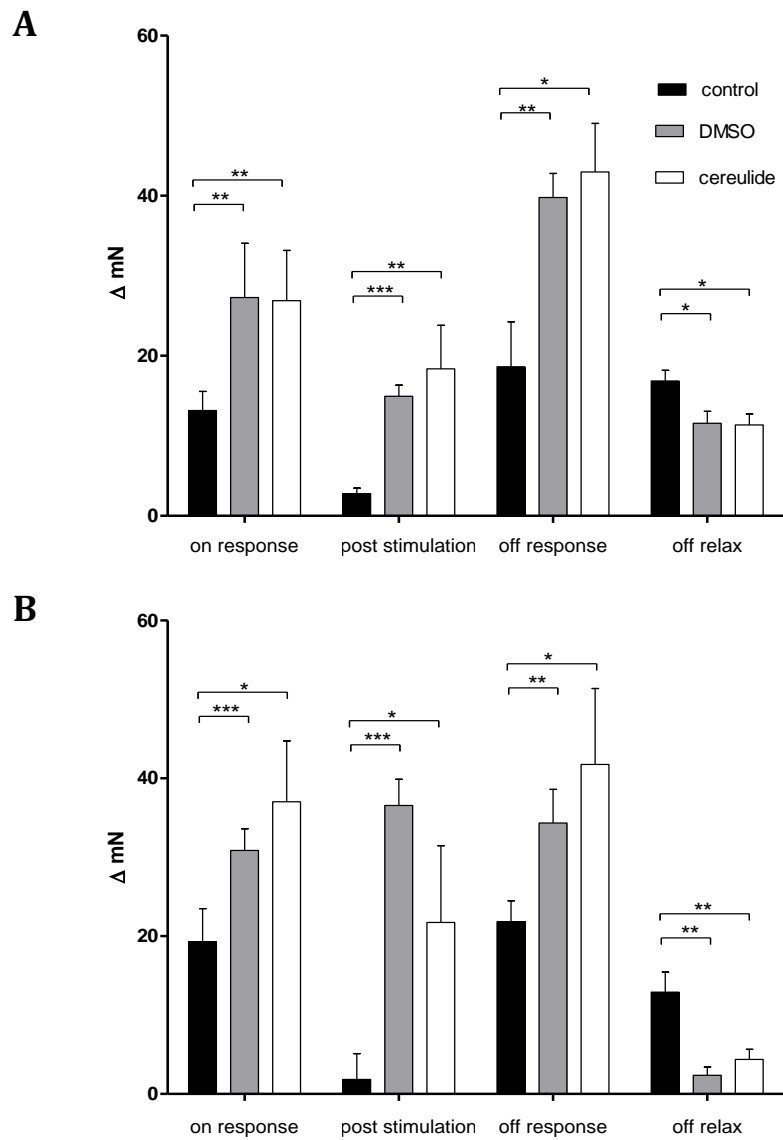 A
60
40
20
0
Δ mN
control
DMSO
cereulide
**
**
**
***
*
**
*
*
on response
post stimulation
off response
off relax
B
60
40
20
0
Δ mN
*
***
*
***
*
**
**
**
on response
post stimulation
off response
off relax